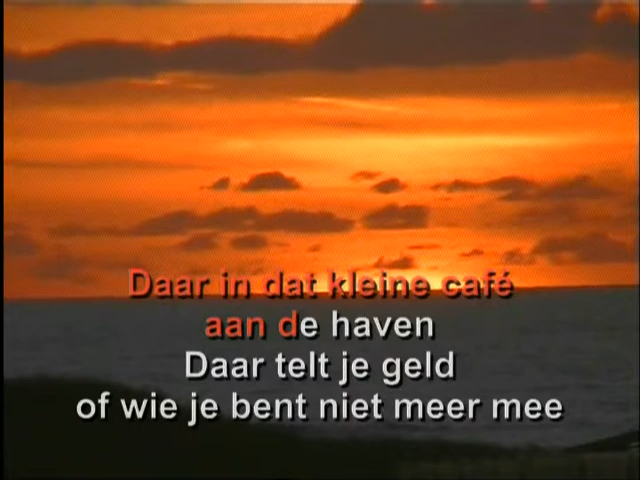 Daar in dat kleine café
aan de haven
Daar telt je geld
of wie je bent niet meer mee